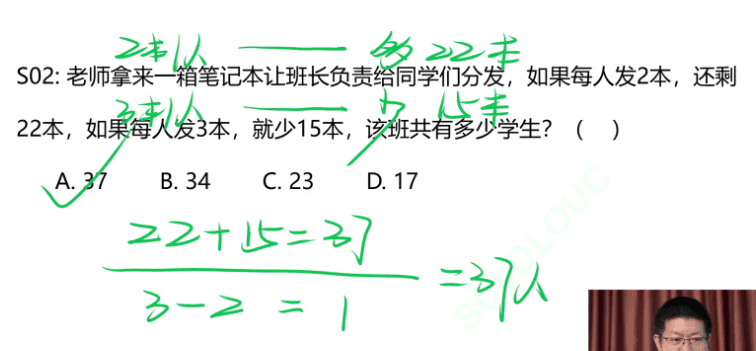 2本/人 —— 多22本
S02: 老师拿来一箱笔记本让班长负责给同学们分发，如果每人发2本，还剩
3本/人 —— 少15本
22本，如果每人发3本，就少15本，该班共有多少学生？（ ）
A. 37 B. 34 C. 23 D. 17
22+15=37
=37人
3-2 = 1